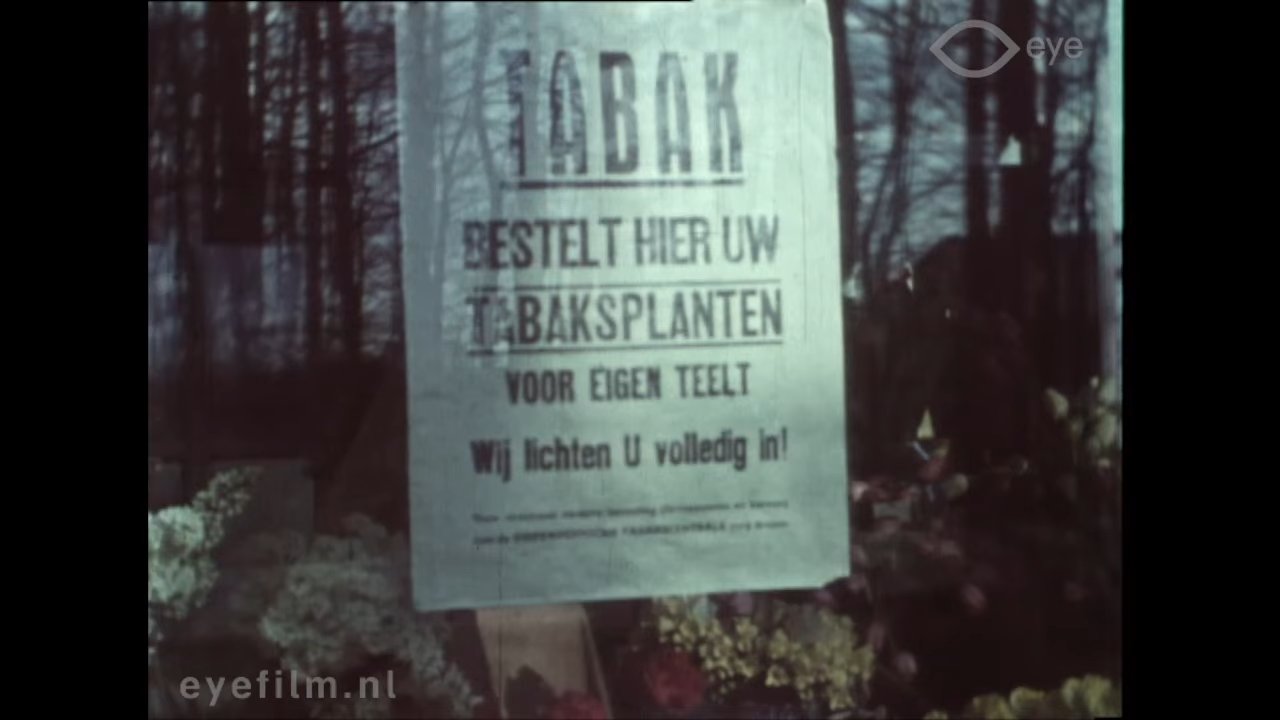 eye
TABAK
BESTELT HIER UW
TABAKSPLANTEN
VOOR EIGEN TEELT
Wij lichten U volledig in!
eyefilm.nl